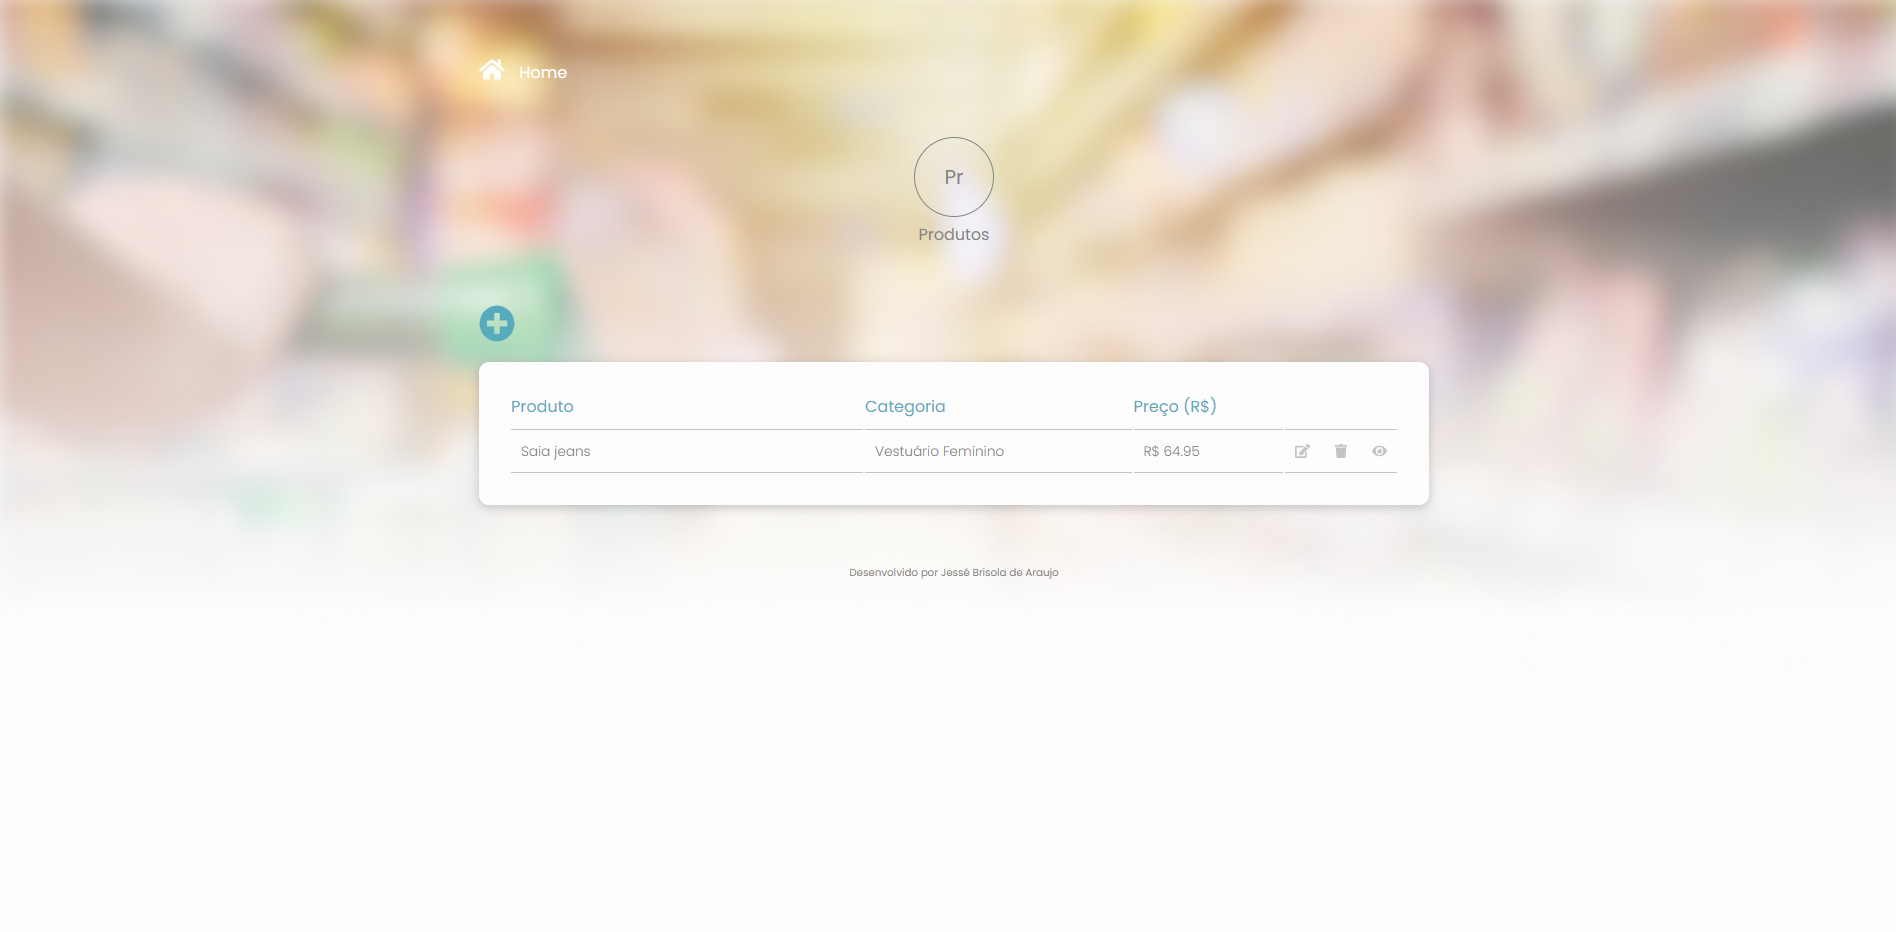 Home
Pr
Produtos
Produto Categoria Preço (R$)
Saia jeans Vestuário Feminino R$ 64.95
Desenvolvido por Jessé Brisola de Araujo